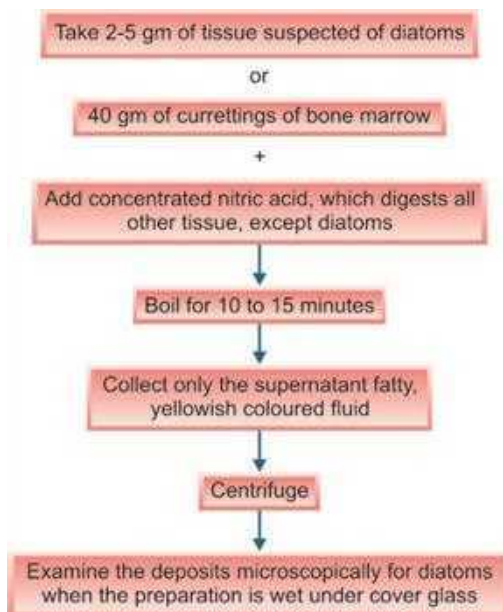 Take 2-5 gm of tissue suspected of diatoms
or
40 gm of currettings of bone marrow
+
Add concentrated nitric acid, which digests all
other tissue, except diatoms
Boil for 10 to 15 minutes
Collect only the supernatant fatty,
yellowish coloured fluid
Centrifuge
Examine the deposits microscopically for diatoms
when the preparation is wet under cover glass